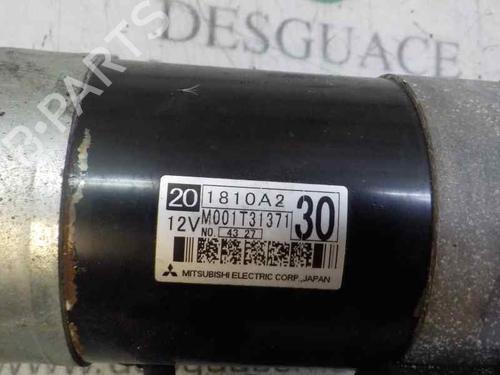 DESGUACE
B-PARTS
20 1810A2
12V M001T31371 30
NO. 43 27
MITSUBISHI ELECTRIC CORP., JAPAN